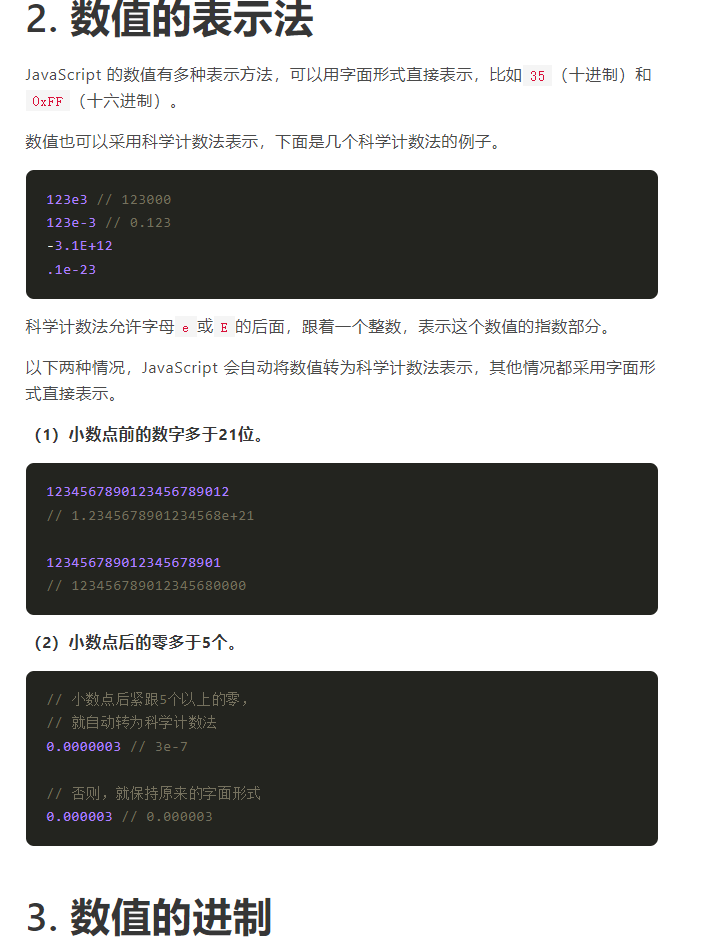 2. 数值的表示法
JavaScript 的数值有多种表示方法，可以用字面形式直接表示，比如 35（十进制）和
0xFF（十六进制）。
数值也可以采用科学计数法表示，下面是几个科学计数法的例子。
123e3 // 123000
123e-3 // 0.123
-3.1E+12
.1e-23
科学计数法允许字母 e 或 E 的后面，跟着一个整数，表示这个数值的指数部分。
以下两种情况，JavaScript 会自动将数值转为科学计数法表示，其他情况都采用字面形
式直接表示。
（1）小数点前的数字多于21位。
1234567890123456789012
// 1.2345678901234568e+21
123456789012345678901
// 123456789012345680000
（2）小数点后的零多于5个。
// 小数点后紧跟5个以上的零，
// 就自动转为科学计数法
0.0000003 // 3e-7
// 否则，就保持原来的字面形式
0.000003 // 0.000003
3. 数值的进制